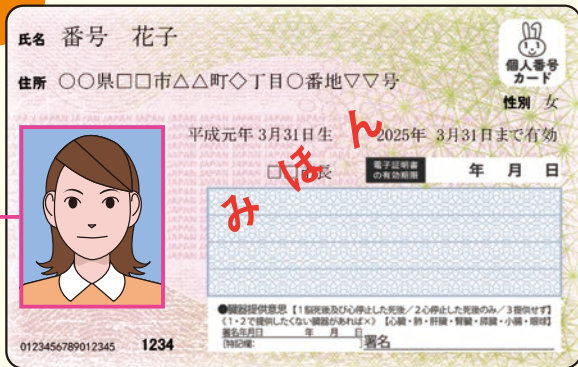 氏名 番号 花子
個人番号
カード
住所 ○○県□□市△△町◇丁目○番地▽▽号
性別 女
平成元年 3月31日生 2025年 3月31日まで有効
みほん
□□長
電子証明書
の有効期限
年 月 日
●臓器提供意思【1脳死後及び心停止した死後／2心停止した死後のみ／3提供せず】
《1・2で提供したくない臓器があれば×》【心臓・肺・肝臓・腎臓・膵臓・小腸・眼球】
署名年月日 年 月 日
[特記欄: ]署名
0123456789012345 1234